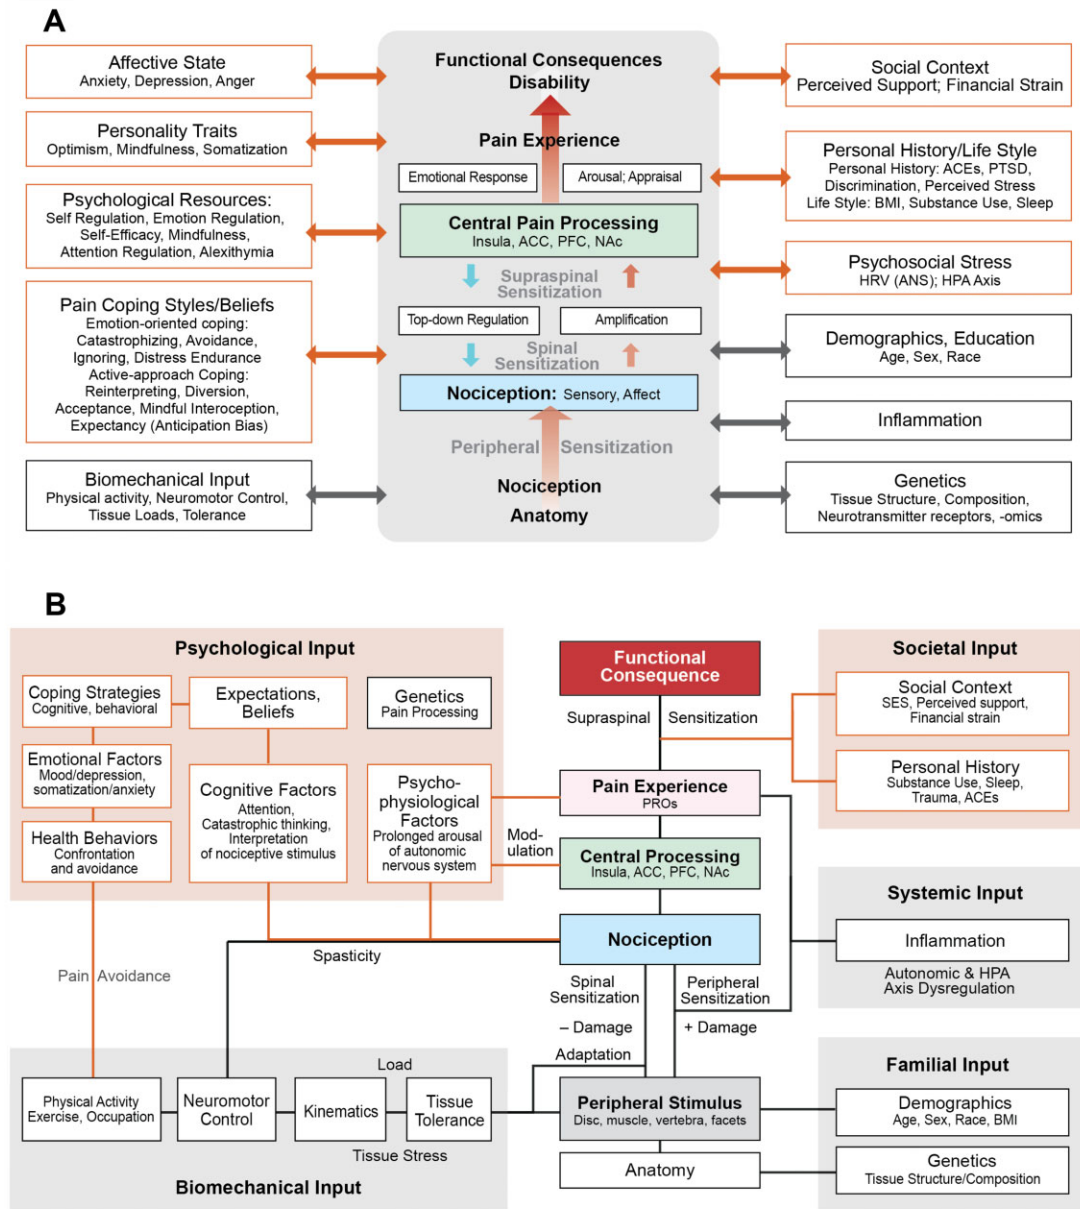 A
Affective State
Anxiety, Depression, Anger
Personality Traits
Optimism, Mindfulness, Somatization
Psychological Resources:
Self Regulation, Emotion Regulation,
Self-Efficacy, Mindfulness,
Attention Regulation, Alexithymia
Pain Coping Styles/Beliefs
Emotion-oriented coping:
Catastrophizing, Avoidance,
Ignoring, Distress Endurance
Active-approach Coping:
Reinterpreting, Diversion,
Acceptance, Mindful Interoception,
Expectancy (Anticipation Bias)
Biomechanical Input
Physical activity, Neuromotor Control,
Tissue Loads, Tolerance
Functional Consequences
Disability
Pain Experience
Emotional Response
Arousal; Appraisal
Central Pain Processing
Insula, ACC, PFC, NAc
Supraspinal
Sensitization
Top-down Regulation
Amplification
Spinal
Sensitization
Nociception: Sensory, Affect
Peripheral Sensitization
Nociception
Anatomy
Social Context
Perceived Support; Financial Strain
Personal History/Life Style
Personal History: ACEs, PTSD,
Discrimination, Perceived Stress
Life Style: BMI, Substance Use, Sleep
Psychosocial Stress
HRV (ANS); HPA Axis
Demographics, Education
Age, Sex, Race
Inflammation
Genetics
Tissue Structure, Composition,
Neurotransmitter receptors, -omics
B
Psychological Input
Coping Strategies
Cognitive, behavioral
Expectations,
Beliefs
Genetics
Pain Processing
Emotional Factors
Mood/depression,
somatization/anxiety
Health Behaviors
Confrontation
and avoidance
Cognitive Factors
Attention,
Catastrophic thinking,
Interpretation
of nociceptive stimulus
Psycho-
physiological
Factors
Prolonged arousal
of autonomic
nervous system
Pain Avoidance
Spasticity
Mod-
ulation
Functional
Consequence
Supraspinal Sensitization
Pain Experience
PROs
Central Processing
Insula, ACC, PFC, NAc
Nociception
Spinal
Sensitization
Peripheral
Sensitization
– Damage
+ Damage
Adaptation
Peripheral Stimulus
Disc, muscle, vertebra, facets
Anatomy
Societal Input
Social Context
SES, Perceived support,
Financial strain
Personal History
Substance Use, Sleep,
Trauma, ACEs
Systemic Input
Inflammation
Autonomic & HPA
Axis Dysregulation
Familial Input
Demographics
Age, Sex, Race, BMI
Genetics
Tissue Structure/Composition
Load
Physical Activity
Exercise, Occupation
Neuromotor
Control
Kinematics
Tissue
Tolerance
Tissue Stress
Biomechanical Input